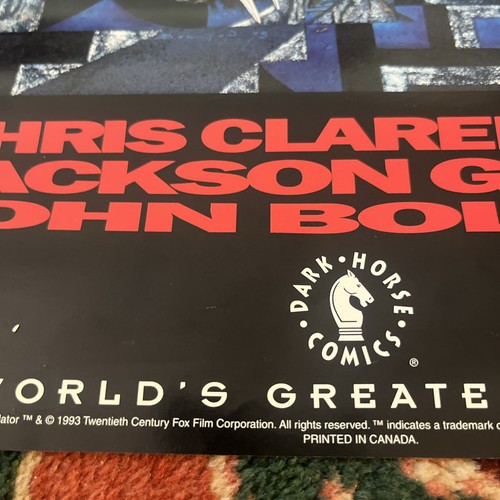 HRIS CLARE
ACKSON G
OHN BO
DARK • HORSE
• COMICS •
®
WORLD'S GREATE
lator ™ & © 1993 Twentieth Century Fox Film Corporation. All rights reserved. ™ indicates a trademark o
PRINTED IN CANADA.